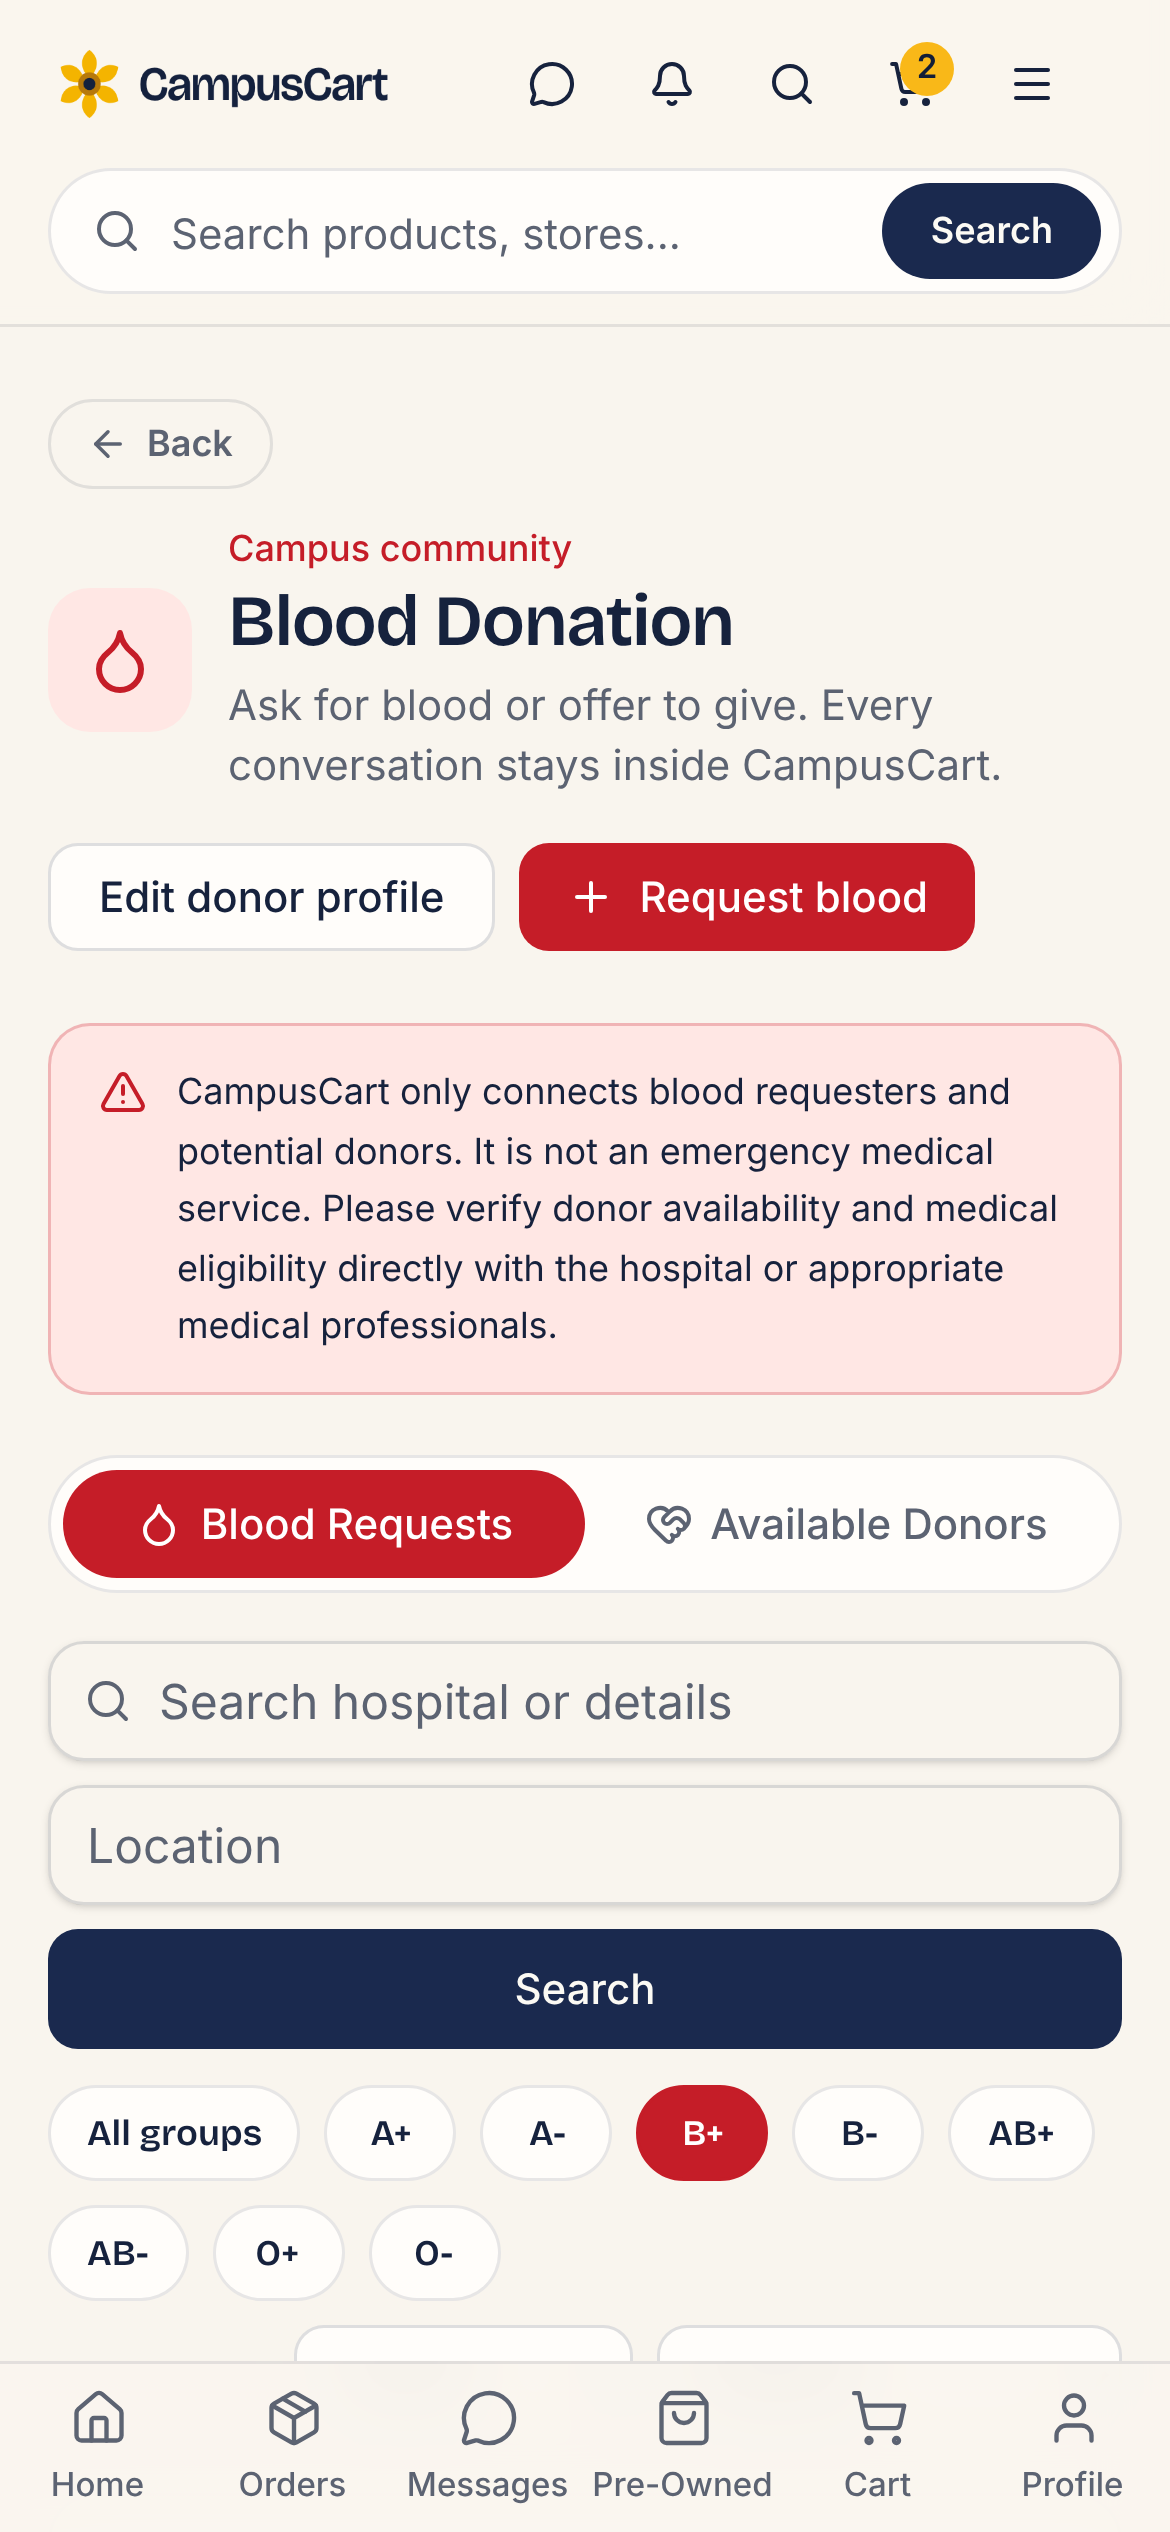 CampusCart
2
Search products, stores...
Search
Back
Campus community
Blood Donation
Ask for blood or offer to give. Every
conversation stays inside CampusCart.
Edit donor profile
Request blood
CampusCart only connects blood requesters and
potential donors. It is not an emergency medical
service. Please verify donor availability and medical
eligibility directly with the hospital or appropriate
medical professionals.
Blood Requests
Available Donors
Search hospital or details
Location
Search
All groups
A+
A-
B+
B-
AB+
AB-
O+
O-
Home
Orders
Messages
Pre-Owned
Cart
Profile